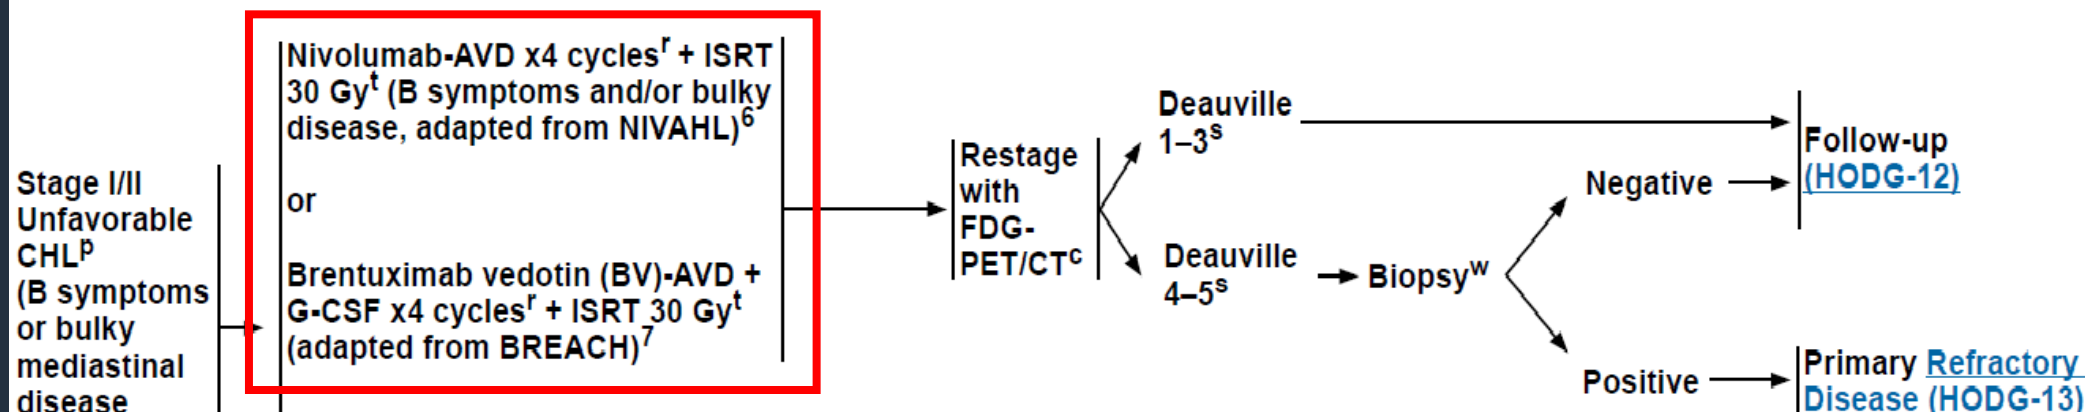 Stage I/II
Unfavorable
CHLᵖ
(B symptoms
or bulky
mediastinal
disease
Nivolumab-AVD x4 cyclesʳ + ISRT
30 Gyᵗ (B symptoms and/or bulky
disease, adapted from NIVAHL)⁶
or
Brentuximab vedotin (BV)-AVD +
G-CSF x4 cyclesʳ + ISRT 30 Gyᵗ
(adapted from BREACH)⁷
Restage
with
FDG-
PET/CTᶜ
Deauville
1–3ˢ
Deauville
4–5ˢ
Biopsyʷ
Negative
Positive
Follow-up
(HODG-12)
Primary Refractory
Disease (HODG-13)